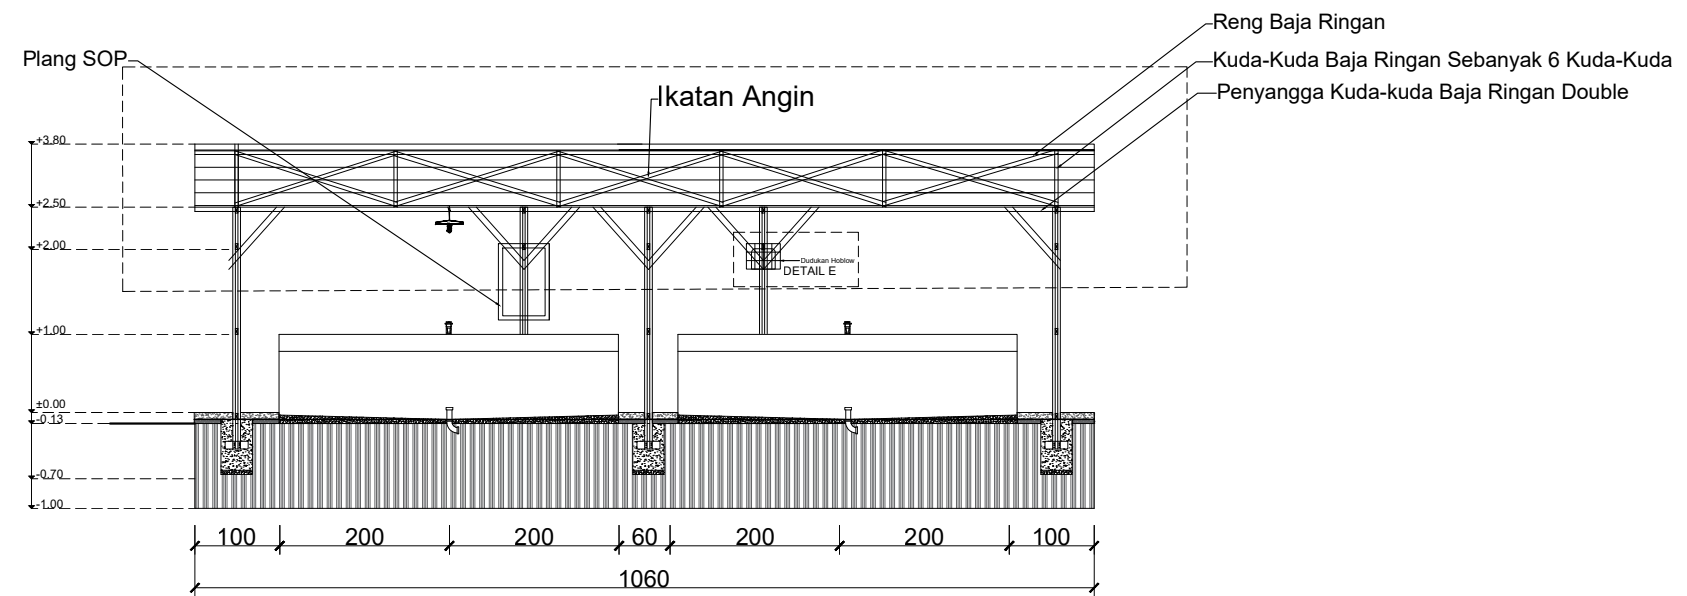 Reng Baja Ringan
Plang SOP
Kuda-Kuda Baja Ringan Sebanyak 6 Kuda-Kuda
Ikatan Angin
Penyangga Kuda-kuda Baja Ringan Double
+3.80
+2.50
+2.00
Dudukan Hoblow
DETAIL E
+1.00
±0.00
-0.13
-0.70
-1.00
100 200 200 60 200 200 100
1060